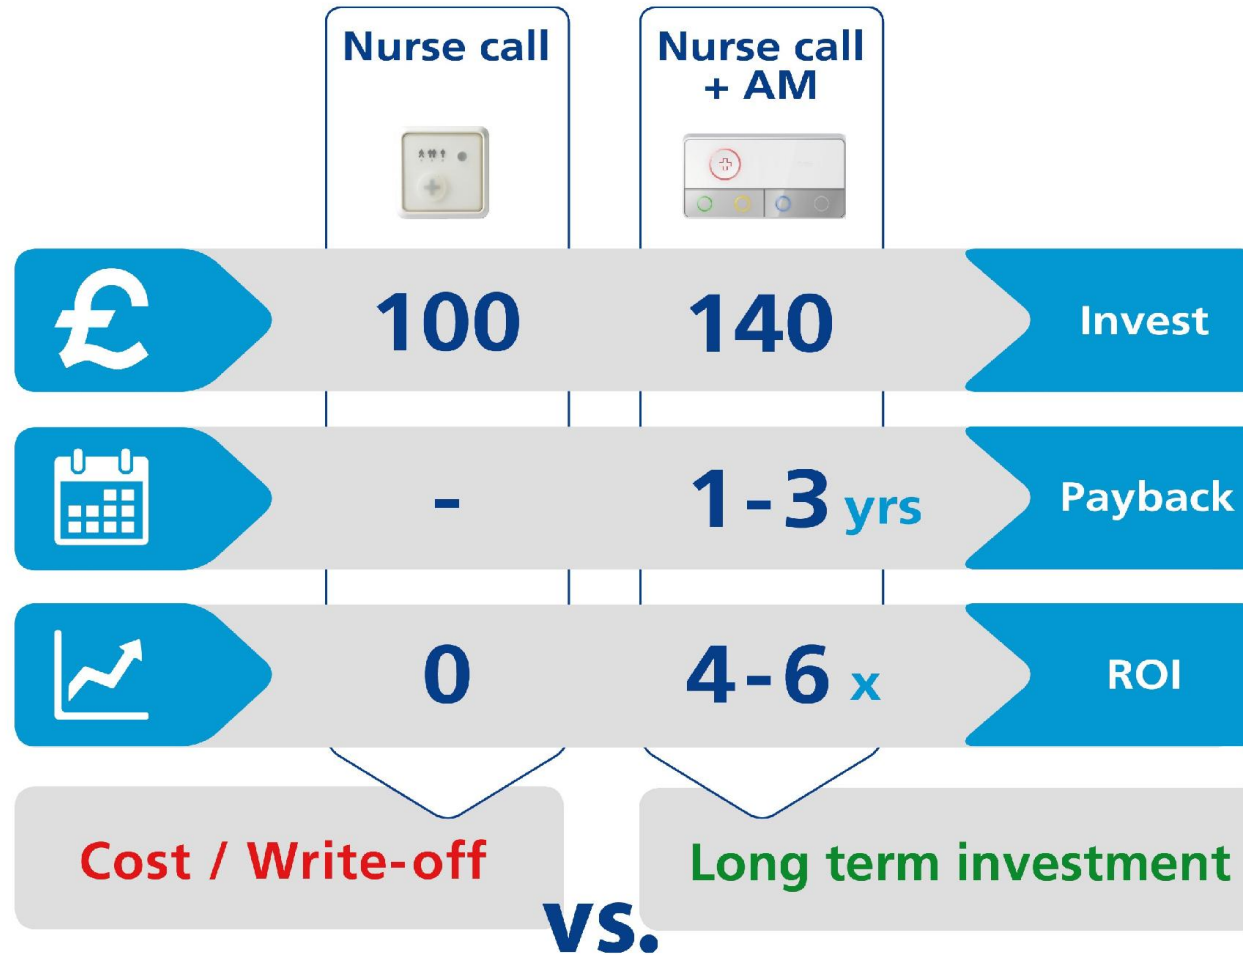 Nurse call
Nurse call
+ AM
£ 100 140 Invest
- 1-3 yrs Payback
0 4-6 x ROI
Cost / Write-off
Long term investment
vs.